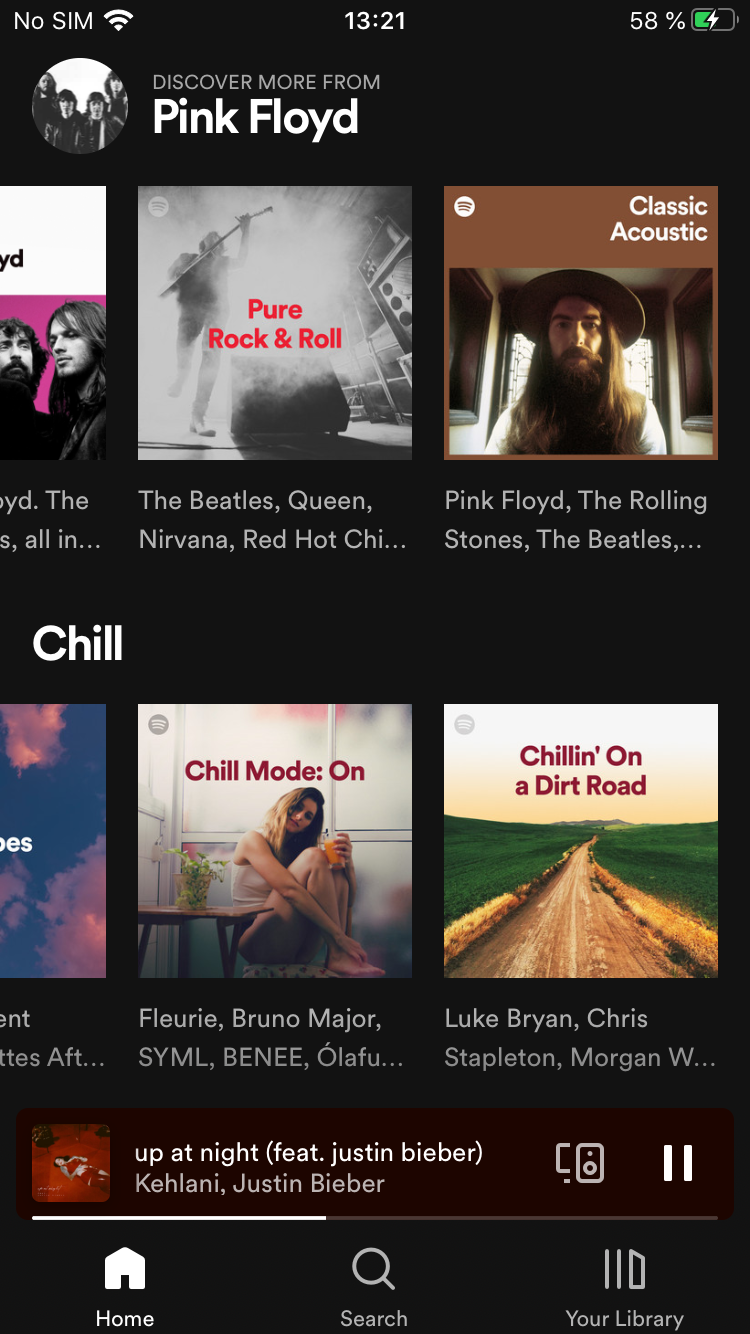 No SIM 13:21 58 %
DISCOVER MORE FROM
Pink Floyd
yd
Pure
Rock & Roll
Classic
Acoustic
oyd. The
s, all in…
The Beatles, Queen,
Nirvana, Red Hot Chi…
Pink Floyd, The Rolling
Stones, The Beatles,…
Chill
bes
Chill Mode: On
Chillin' On
a Dirt Road
ent
ttes Aft…
Fleurie, Bruno Major,
SYML, BENEE, Ólafu…
Luke Bryan, Chris
Stapleton, Morgan W…
up at night (feat. justin bieber)
Kehlani, Justin Bieber
Home
Search
Your Library